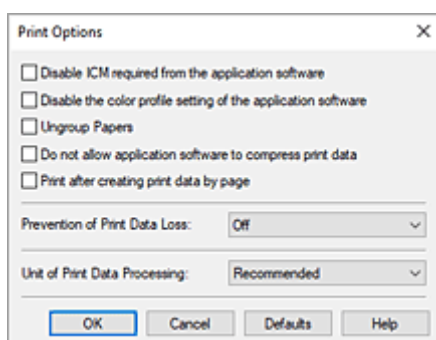 Print Options
Disable ICM required from the application software
Disable the color profile setting of the application software
Ungroup Papers
Do not allow application software to compress print data
Print after creating print data by page
Prevention of Print Data Loss: Off
Unit of Print Data Processing: Recommended
OK Cancel Defaults Help